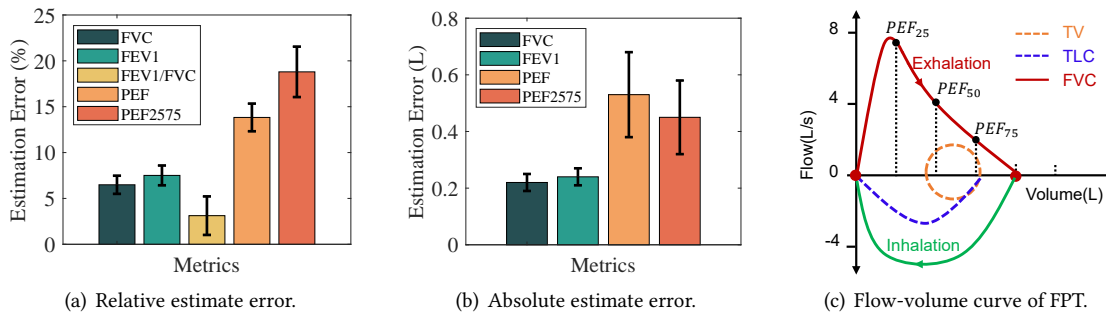 Estimation Error (%)
25
20
15
10
5
0
FVC
FEV1
FEV1/FVC
PEF
PEF2575
Metrics
(a) Relative estimate error.
Estimation Error (L)
0.8
0.6
0.4
0.2
0
FVC
FEV1
PEF
PEF2575
Metrics
(b) Absolute estimate error.
Flow(L/s)
8
4
0
-4
PEF25
PEF50
PEF75
Exhalation
Inhalation
TV
TLC
FVC
Volume(L)
(c) Flow-volume curve of FPT.